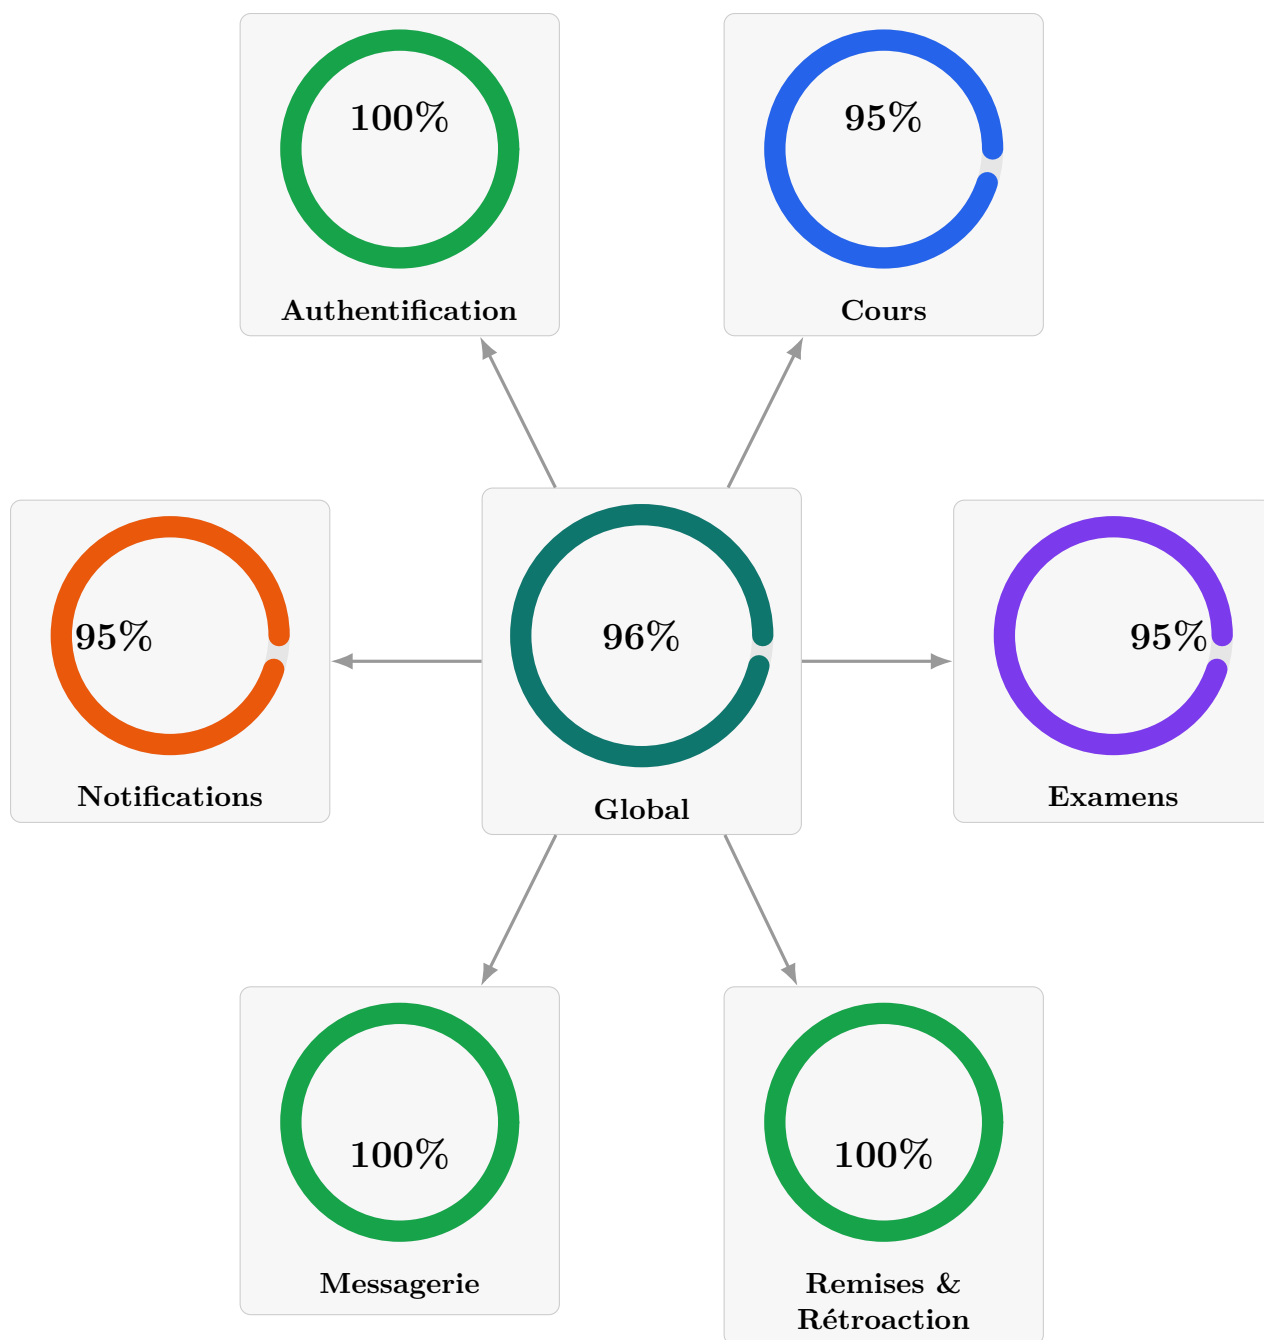 100%
Authentification
95%
Cours
95%
Notifications
96%
Global
95%
Examens
100%
Messagerie
100%
Remises &
Rétroaction